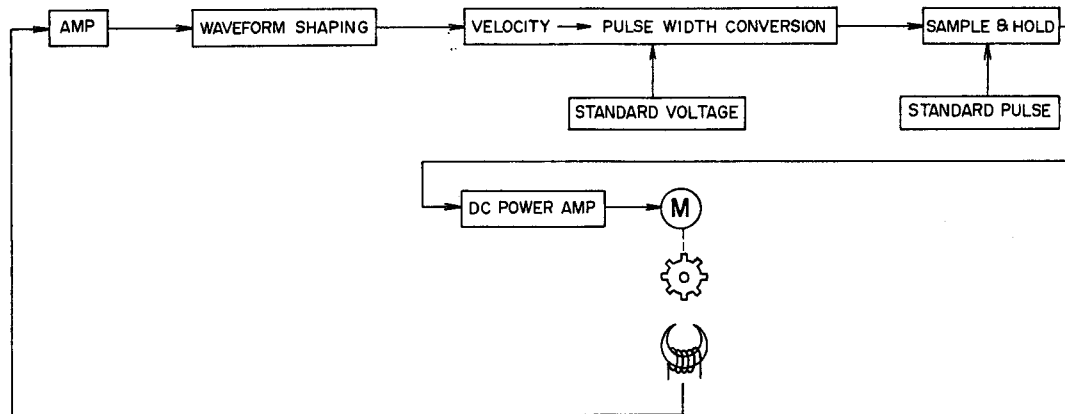 AMP
WAVEFORM SHAPING
VELOCITY → PULSE WIDTH CONVERSION
SAMPLE & HOLD
STANDARD VOLTAGE
STANDARD PULSE
DC POWER AMP
M